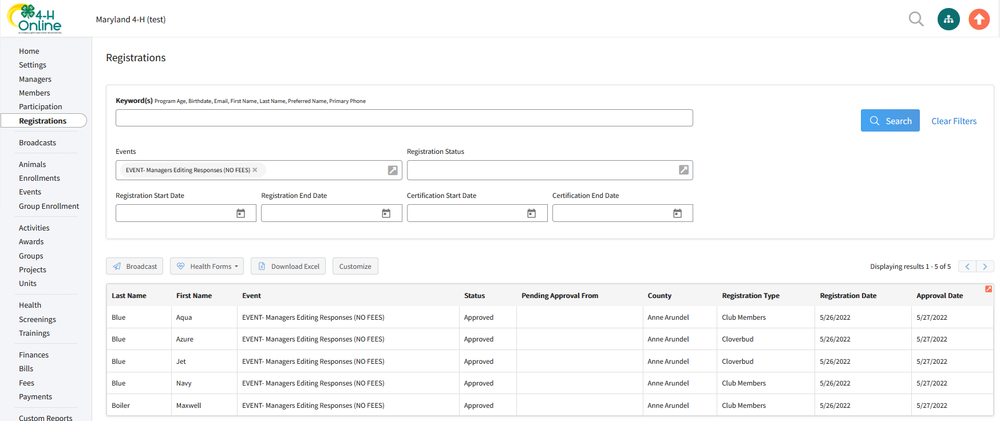 4-H
Online
4-H ENROLLMENT AND EVENT REGISTRATION
Maryland 4-H (test)
Home
Settings
Managers
Members
Participation
Registrations
Broadcasts
Animals
Enrollments
Events
Group Enrollment
Activities
Awards
Groups
Projects
Units
Health
Screenings
Trainings
Finances
Bills
Fees
Payments
Custom Reports
Registrations
Keyword(s) Program Age, Birthdate, Email, First Name, Last Name, Preferred Name, Primary Phone
Search Clear Filters
Events Registration Status
EVENT- Managers Editing Responses (NO FEES) ×
Registration Start Date Registration End Date Certification Start Date Certification End Date
Broadcast Health Forms Download Excel Customize Displaying results 1 - 5 of 5
Last Name First Name Event Status Pending Approval From County Registration Type Registration Date Approval Date
Blue Aqua EVENT- Managers Editing Responses (NO FEES) Approved Anne Arundel Club Members 5/26/2022 5/27/2022
Blue Azure EVENT- Managers Editing Responses (NO FEES) Approved Anne Arundel Cloverbud 5/26/2022 5/27/2022
Blue Jet EVENT- Managers Editing Responses (NO FEES) Approved Anne Arundel Cloverbud 5/26/2022 5/27/2022
Blue Navy EVENT- Managers Editing Responses (NO FEES) Approved Anne Arundel Club Members 5/26/2022 5/27/2022
Boiler Maxwell EVENT- Managers Editing Responses (NO FEES) Approved Anne Arundel Club Members 5/26/2022 5/27/2022